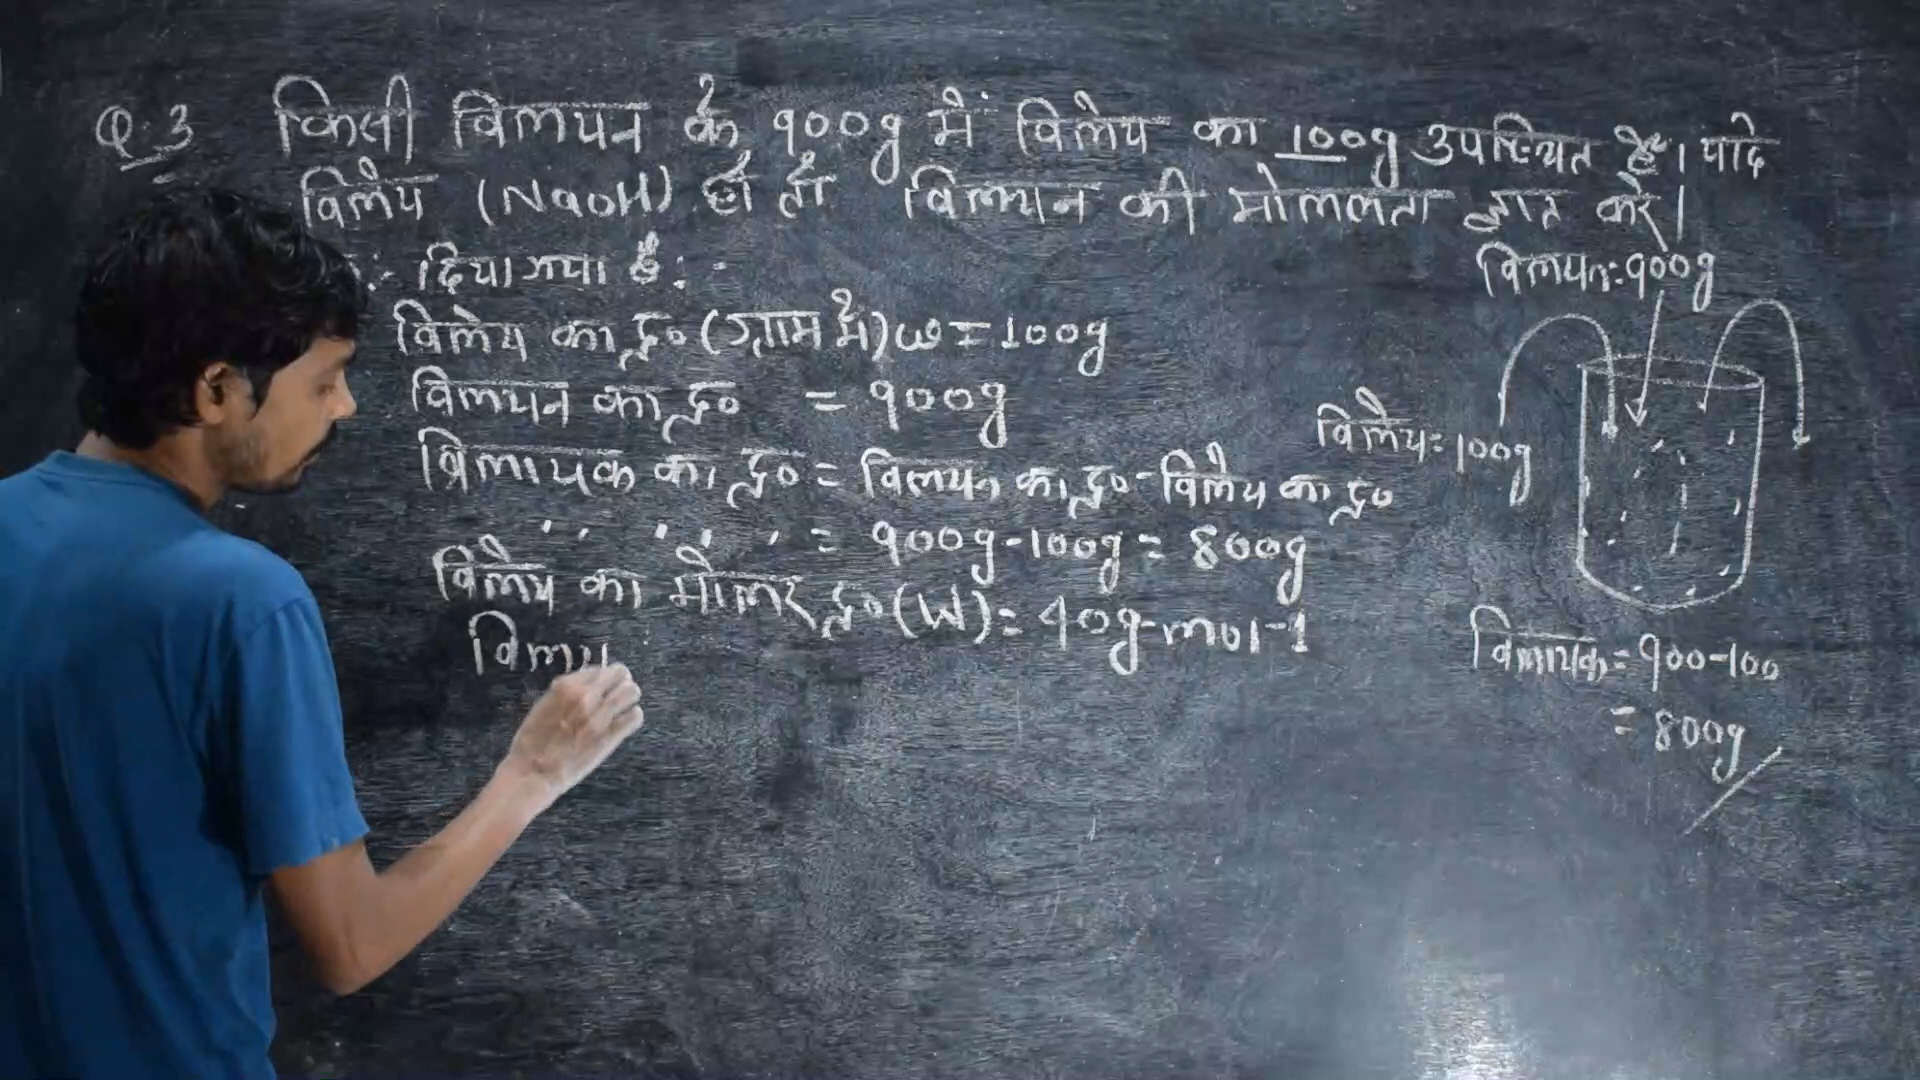 Q.3 किसी विलयन के 900g में विलेय का 100g उपस्थित है। यदि
विलेय (NaOH) हो तो विलयन की मोललता ज्ञात करें।
:- दिया गया है:-
विलेय का द्र० (ग्राम में) w = 100g
विलयन का द्र० = 900g
विलायक का द्र० = विलयन का द्र० - विलेय का द्र०
" " " = 900g - 100g = 800g
विलेय का मोलर द्र० (W) = 40g-mol-1
विलय
विलयन = 900g
विलेय = 100g
विलायक = 900-100
= 800g